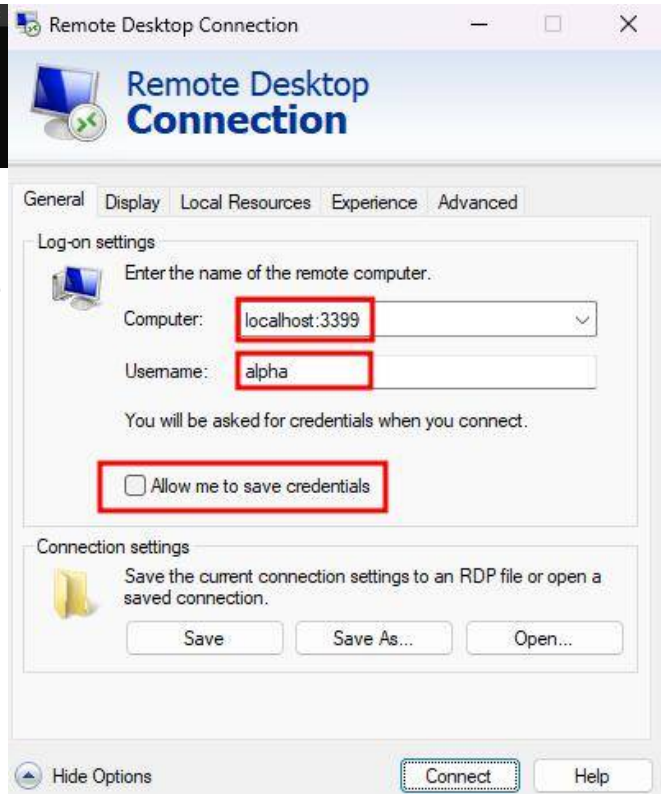 Remote Desktop Connection
Remote Desktop
Connection
General Display Local Resources Experience Advanced
Log-on settings
Enter the name of the remote computer.
Computer: localhost:3399
Username: alpha
You will be asked for credentials when you connect.
Allow me to save credentials
Connection settings
Save the current connection settings to an RDP file or open a
saved connection.
Save Save As... Open...
Hide Options Connect Help